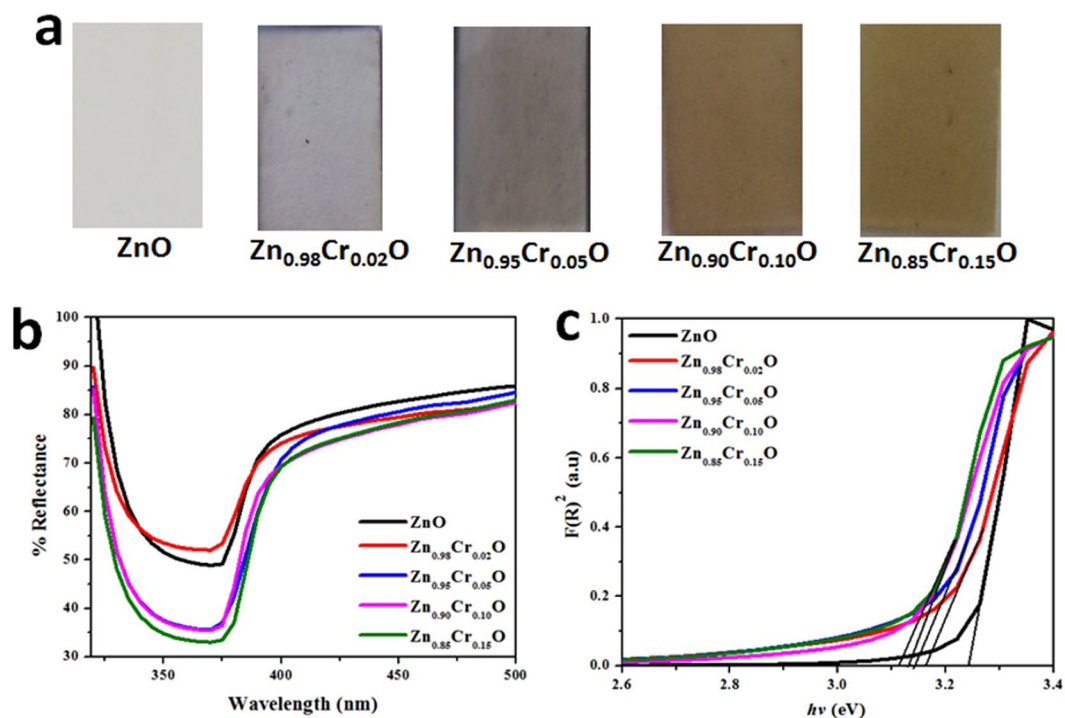 a
ZnO
Zn₀.₉₈Cr₀.₀₂O
Zn₀.₉₅Cr₀.₀₅O
Zn₀.₉₀Cr₀.₁₀O
Zn₀.₈₅Cr₀.₁₅O
b
100
90
80
70
60
50
40
30
% Reflectance
350
400
450
500
Wavelength (nm)
ZnO
Zn₀.₉₈Cr₀.₀₂O
Zn₀.₉₅Cr₀.₀₅O
Zn₀.₉₀Cr₀.₁₀O
Zn₀.₈₅Cr₀.₁₅O
c
1.0
0.8
0.6
0.4
0.2
0.0
F(R)² (a.u)
2.6
2.8
3.0
3.2
3.4
hν (eV)
ZnO
Zn₀.₉₈Cr₀.₀₂O
Zn₀.₉₅Cr₀.₀₅O
Zn₀.₉₀Cr₀.₁₀O
Zn₀.₈₅Cr₀.₁₅O